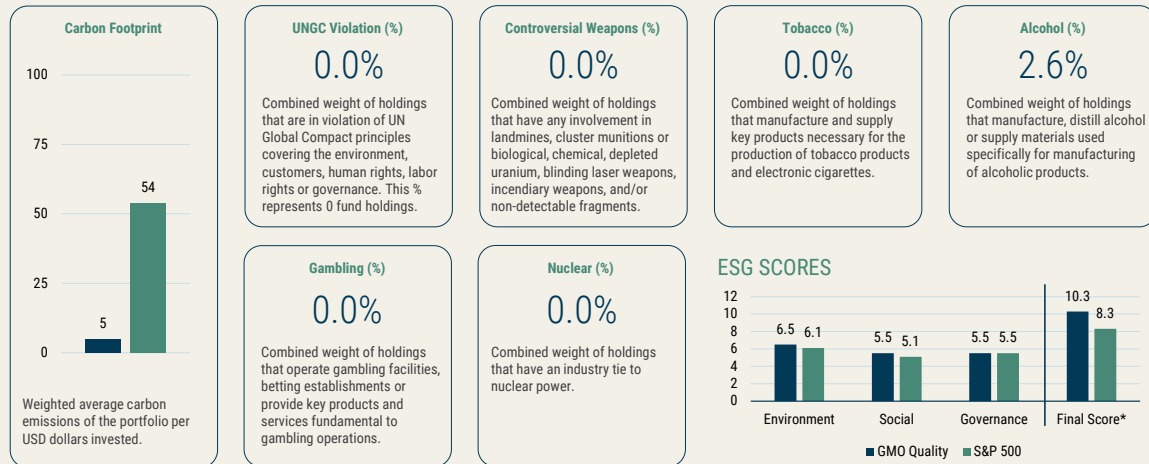 Carbon Footprint
100
75
54
50
25
5
0
Weighted average carbon
emissions of the portfolio per
USD dollars invested.
UNGC Violation (%)
0.0%
Combined weight of holdings
that are in violation of UN
Global Compact principles
covering the environment,
customers, human rights, labor
rights or governance. This %
represents 0 fund holdings.
Controversial Weapons (%)
0.0%
Combined weight of holdings
that have any involvement in
landmines, cluster munitions or
biological, chemical, depleted
uranium, blinding laser weapons,
incendiary weapons, and/or
non-detectable fragments.
Tobacco (%)
0.0%
Combined weight of holdings
that manufacture and supply
key products necessary for the
production of tobacco products
and electronic cigarettes.
Alcohol (%)
2.6%
Combined weight of holdings
that manufacture, distill alcohol
or supply materials used
specifically for manufacturing
of alcoholic products.
Gambling (%)
0.0%
Combined weight of holdings
that operate gambling facilities,
betting establishments or
provide key products and
services fundamental to
gambling operations.
Nuclear (%)
0.0%
Combined weight of holdings
that have an industry tie to
nuclear power.
ESG SCORES
12
10
8
6
4
2
0
6.5 6.1
5.5 5.1
5.5 5.5
10.3
8.3
Environment Social Governance Final Score*
GMO Quality S&P 500